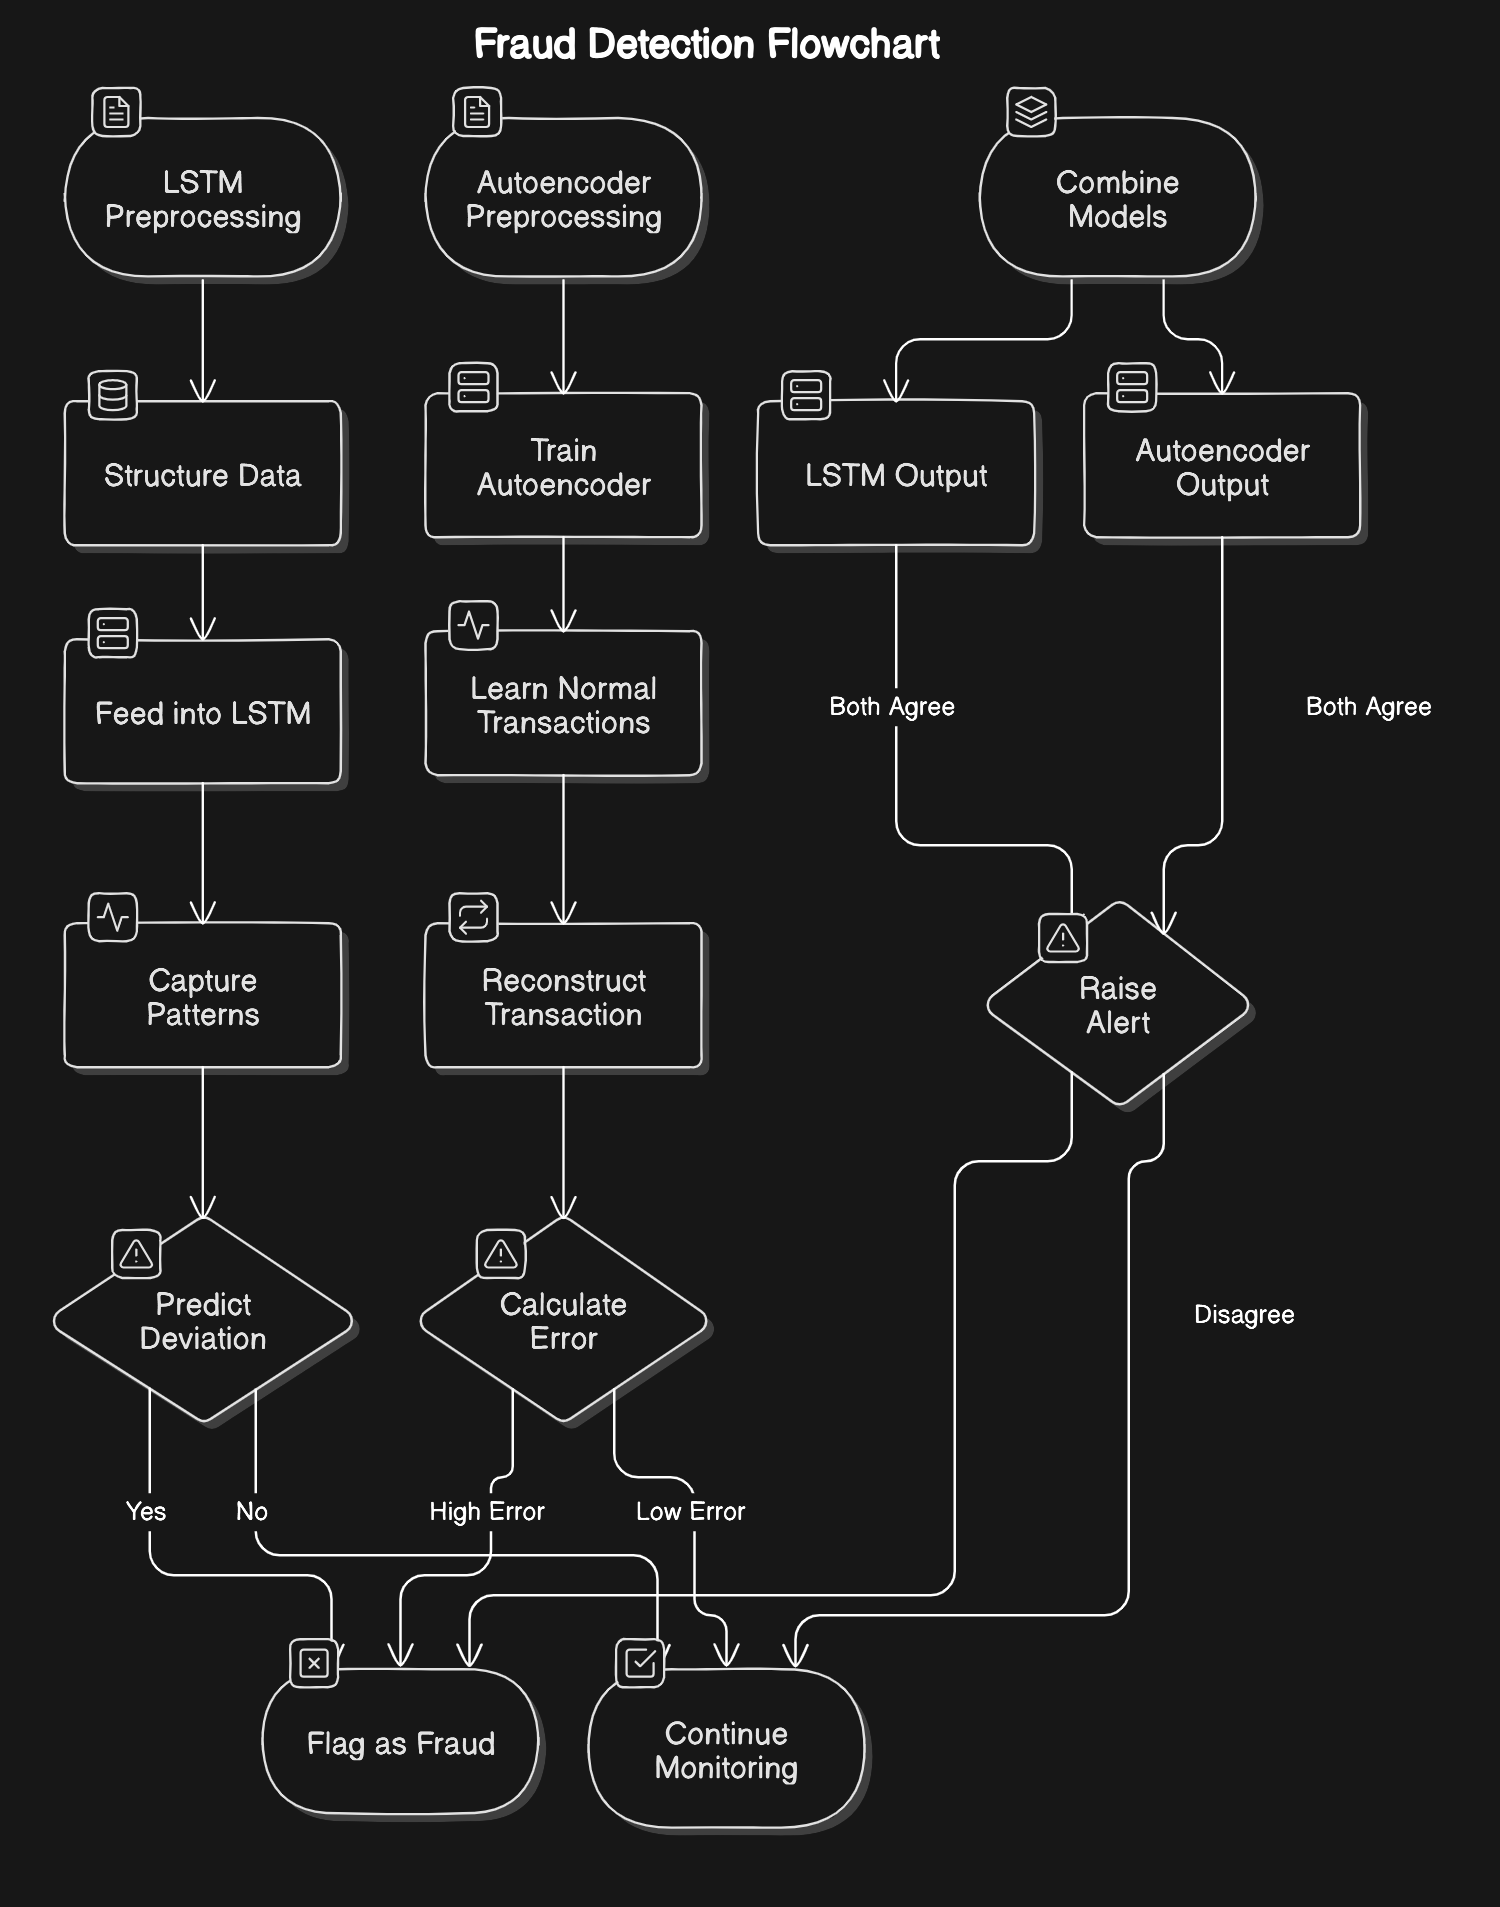 Fraud Detection Flowchart
LSTM
Preprocessing
Autoencoder
Preprocessing
Combine
Models
Structure Data
Train
Autoencoder
LSTM Output
Autoencoder
Output
Feed into LSTM
Learn Normal
Transactions
Both Agree
Both Agree
Capture
Patterns
Reconstruct
Transaction
Raise
Alert
Predict
Deviation
Calculate
Error
Disagree
Yes
No
High Error
Low Error
Flag as Fraud
Continue
Monitoring